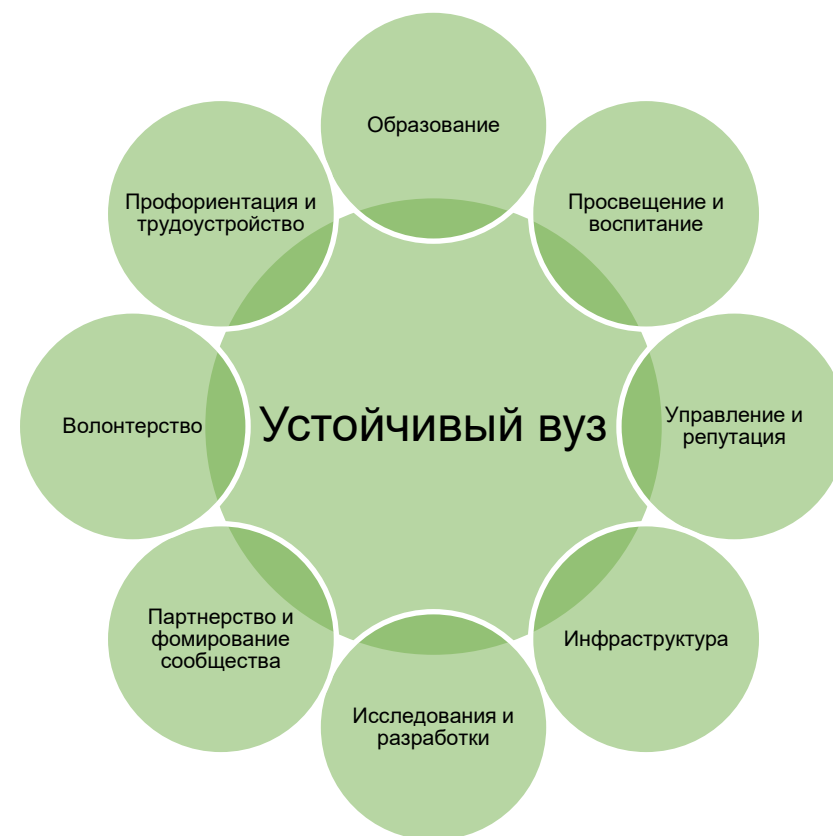 Образование
Профориентация и
трудоустройство
Просвещение и
воспитание
Волонтерство
Устойчивый вуз
Управление и
репутация
Партнерство и
фомирование
сообщества
Инфраструктура
Исследования и
разработки